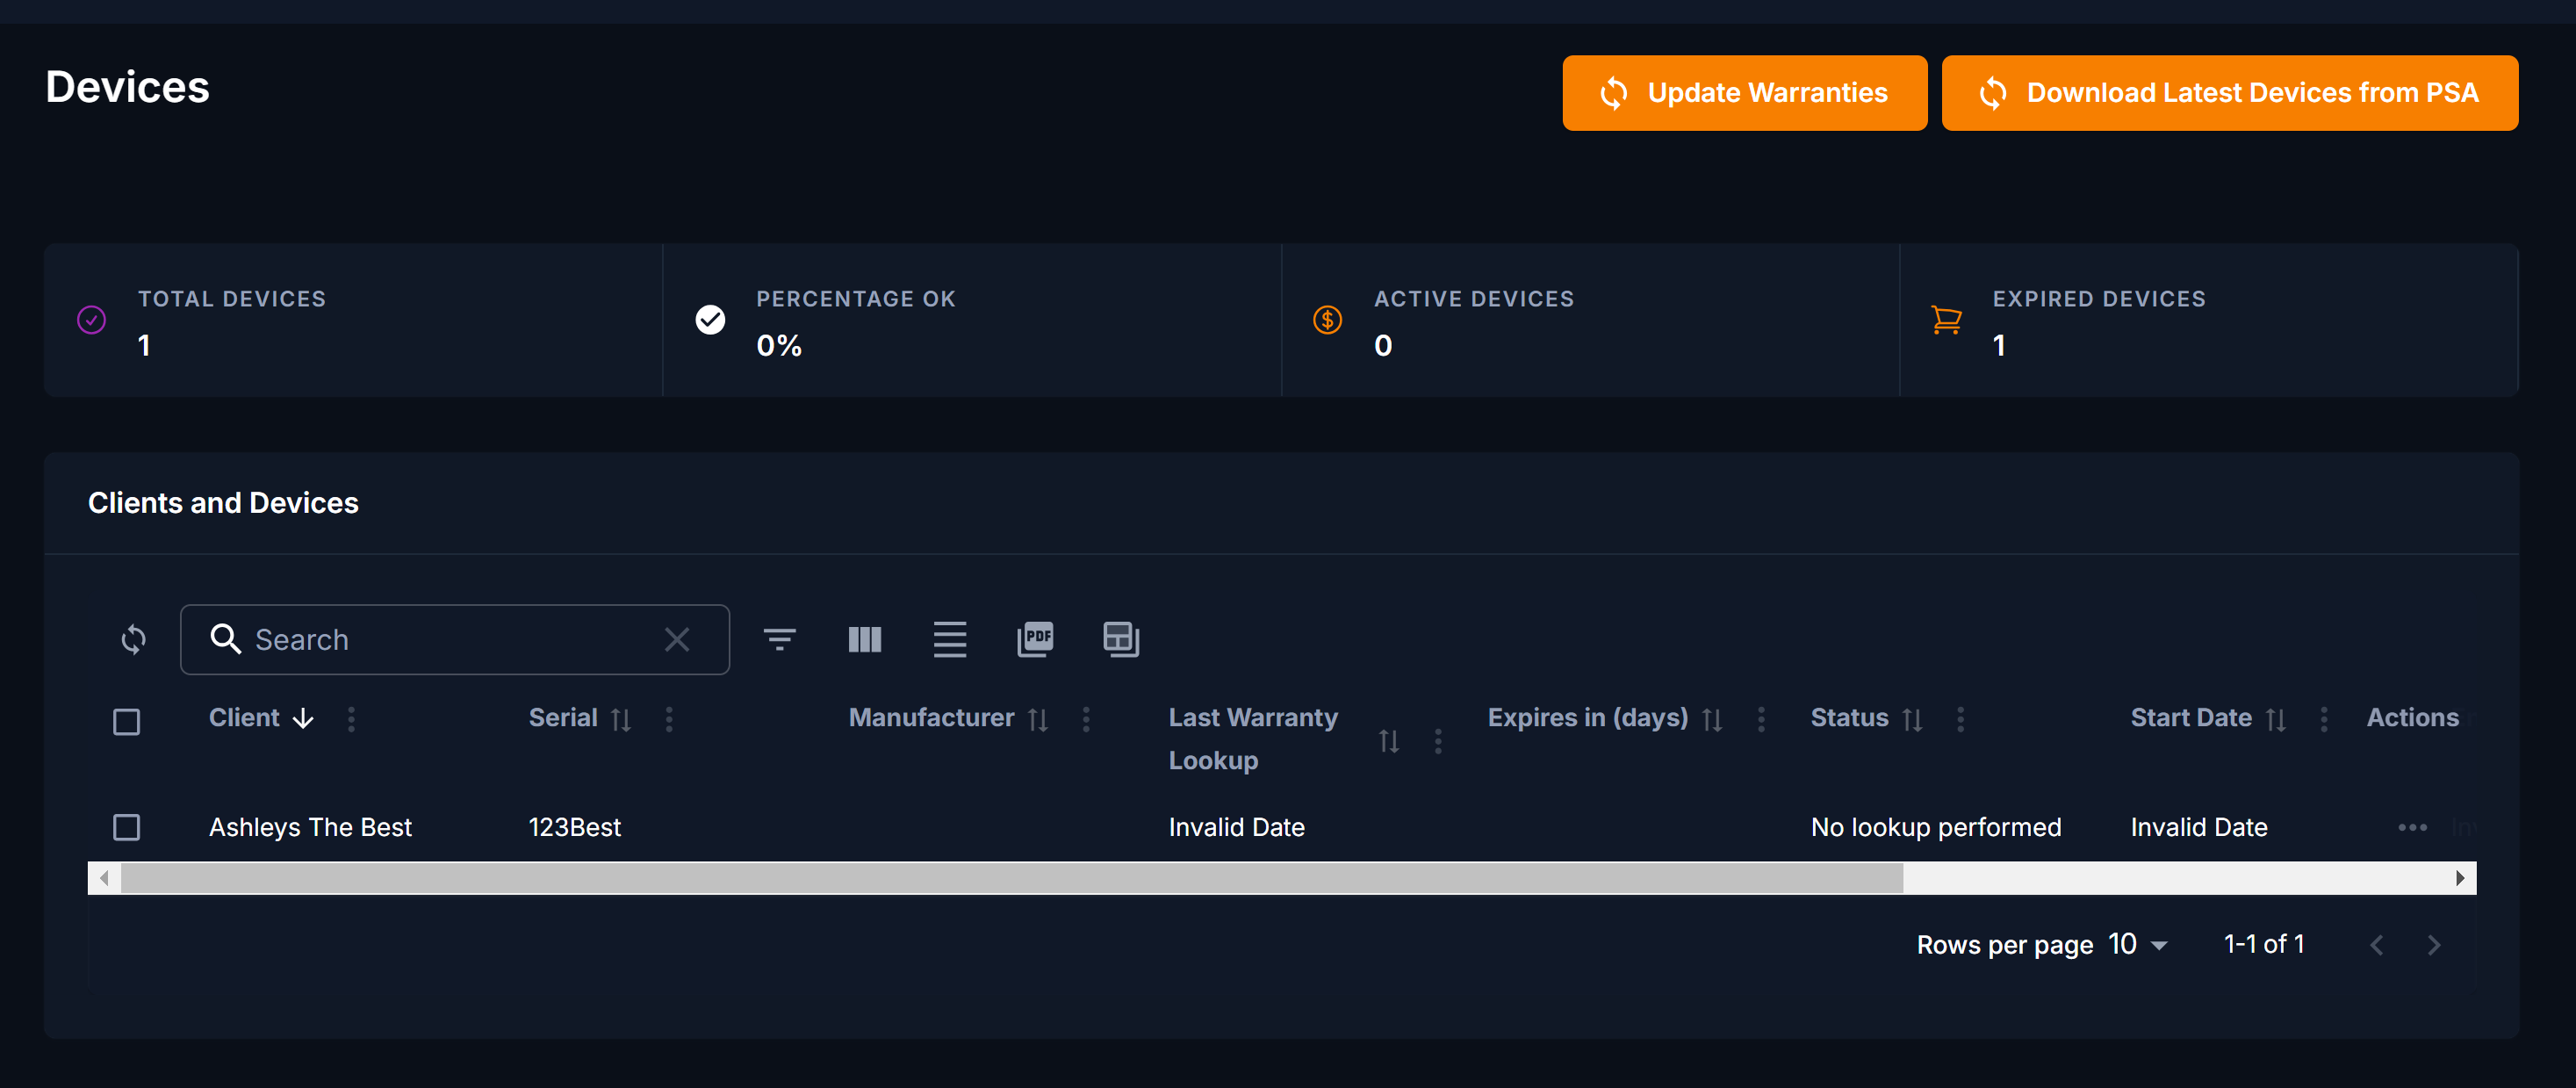 Devices
Update Warranties
Download Latest Devices from PSA
TOTAL DEVICES
1
PERCENTAGE OK
0%
ACTIVE DEVICES
0
EXPIRED DEVICES
1
Clients and Devices
Search
PDF
Client
Serial
Manufacturer
Last Warranty
Lookup
Expires in (days)
Status
Start Date
Actions
Ashleys The Best
123Best
Invalid Date
No lookup performed
Invalid Date
Rows per page 10
1-1 of 1